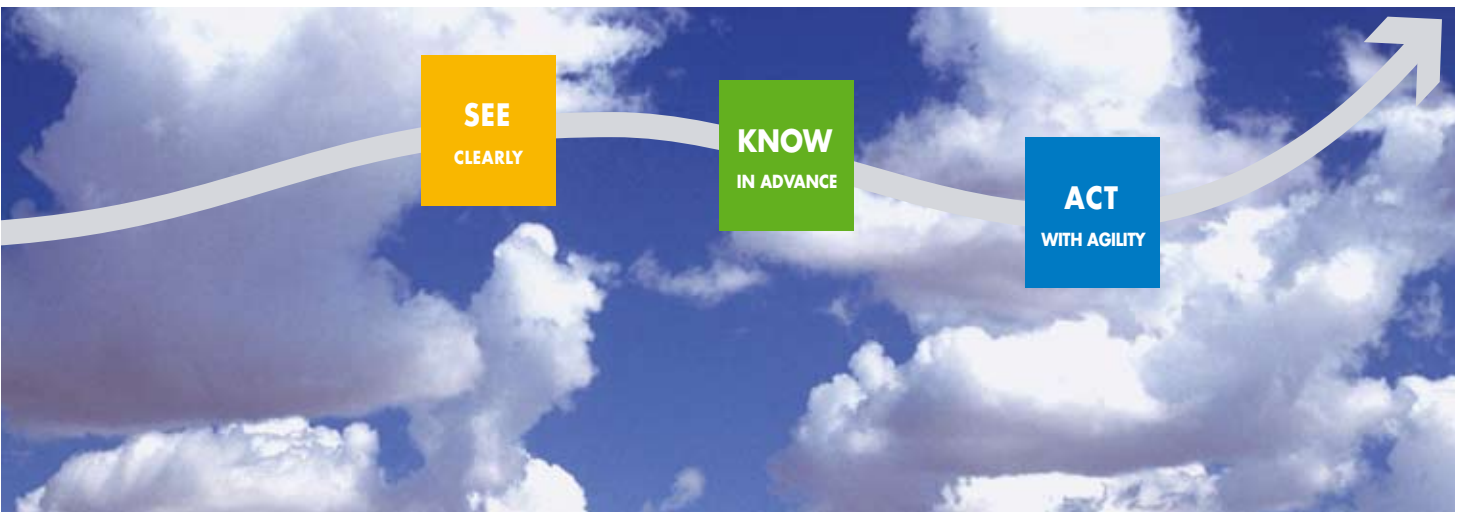 SEE
CLEARLY
KNOW
IN ADVANCE
ACT
WITH AGILITY